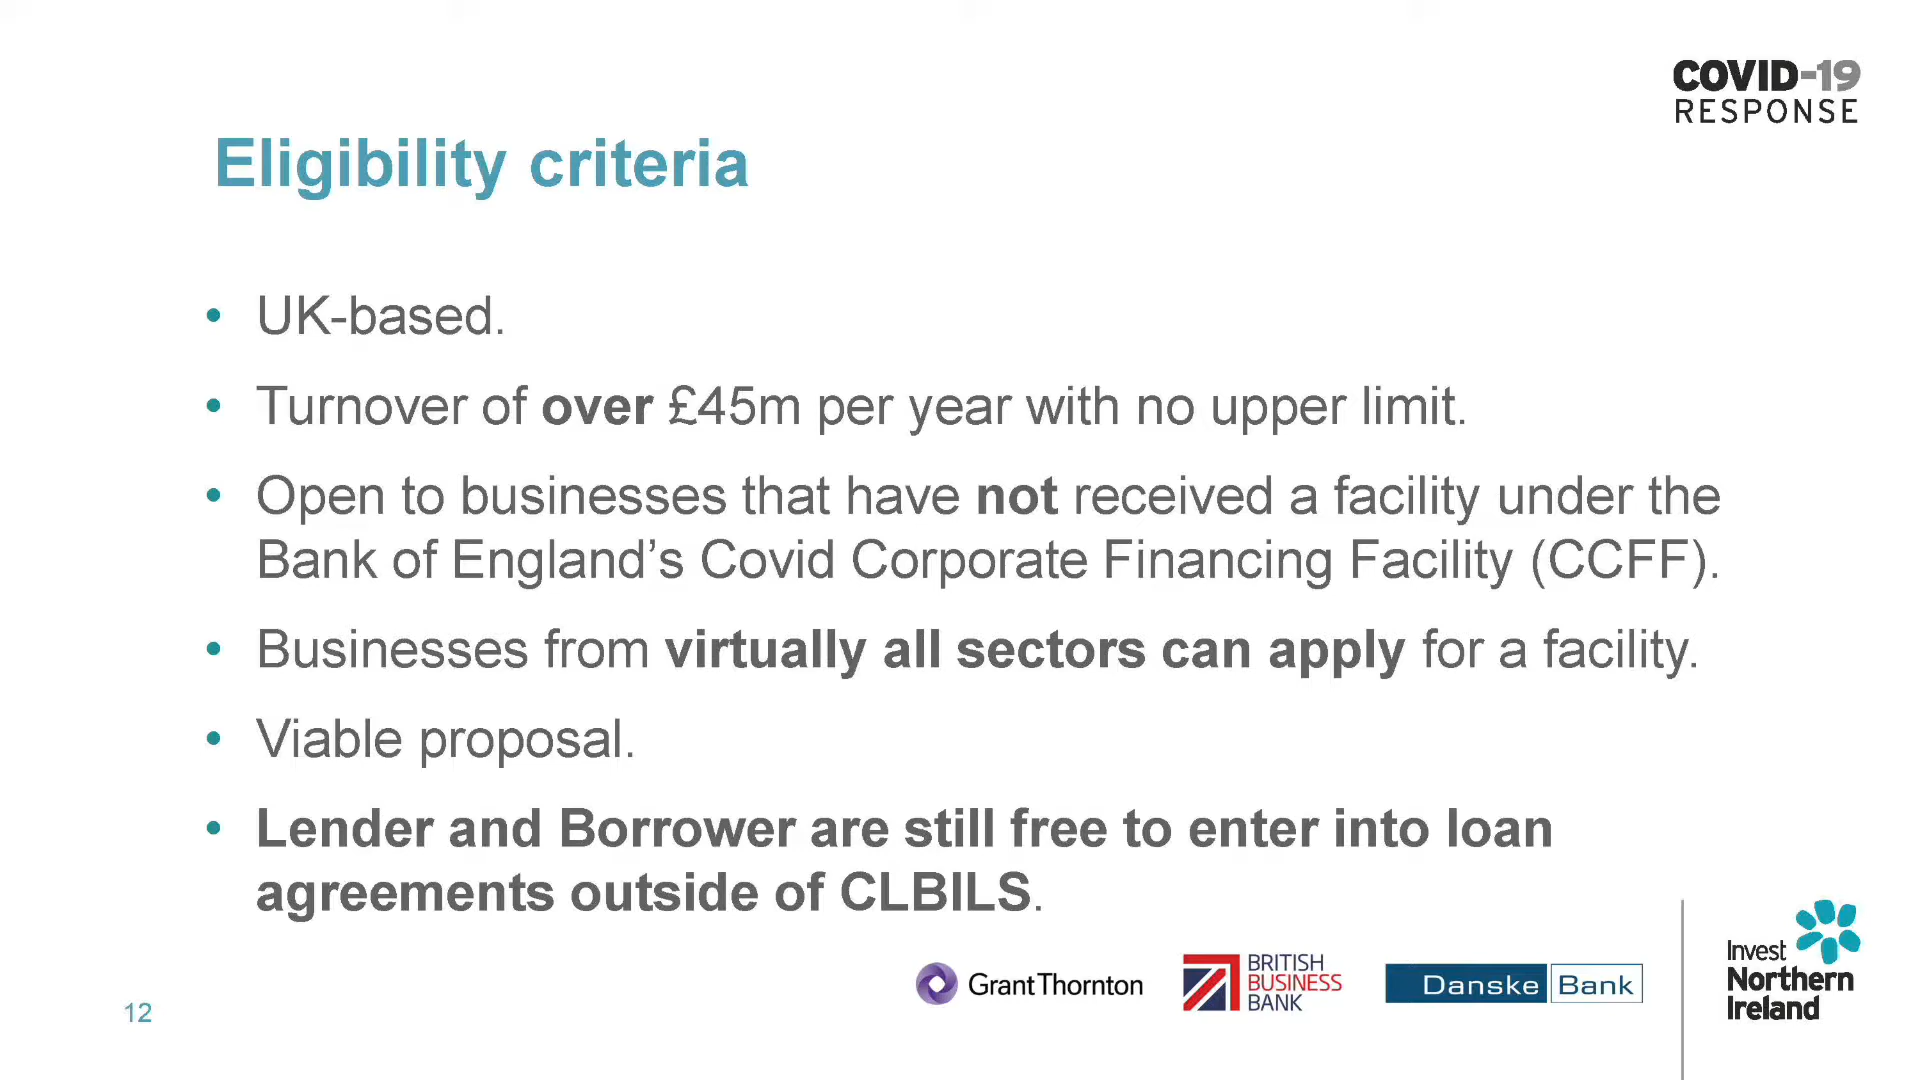 COVID-19
RESPONSE
Eligibility criteria
• UK-based.
• Turnover of over £45m per year with no upper limit.
• Open to businesses that have not received a facility under the
Bank of England’s Covid Corporate Financing Facility (CCFF).
• Businesses from virtually all sectors can apply for a facility.
• Viable proposal.
• Lender and Borrower are still free to enter into loan
agreements outside of CLBILS.
12
Grant Thornton
BRITISH
BUSINESS
BANK
Danske Bank
Invest
Northern
Ireland